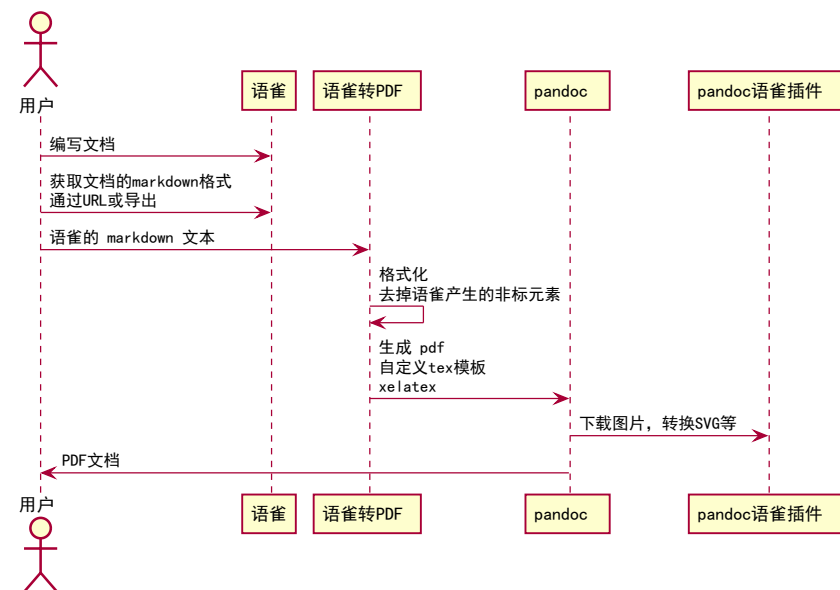 用户
语雀
语雀转PDF
pandoc
pandoc语雀插件
编写文档
获取文档的markdown格式
通过URL或导出
语雀的 markdown 文本
格式化
去掉语雀产生的非标元素
生成 pdf
自定义tex模板
xelatex
下载图片，转换SVG等
PDF文档
用户
语雀
语雀转PDF
pandoc
pandoc语雀插件